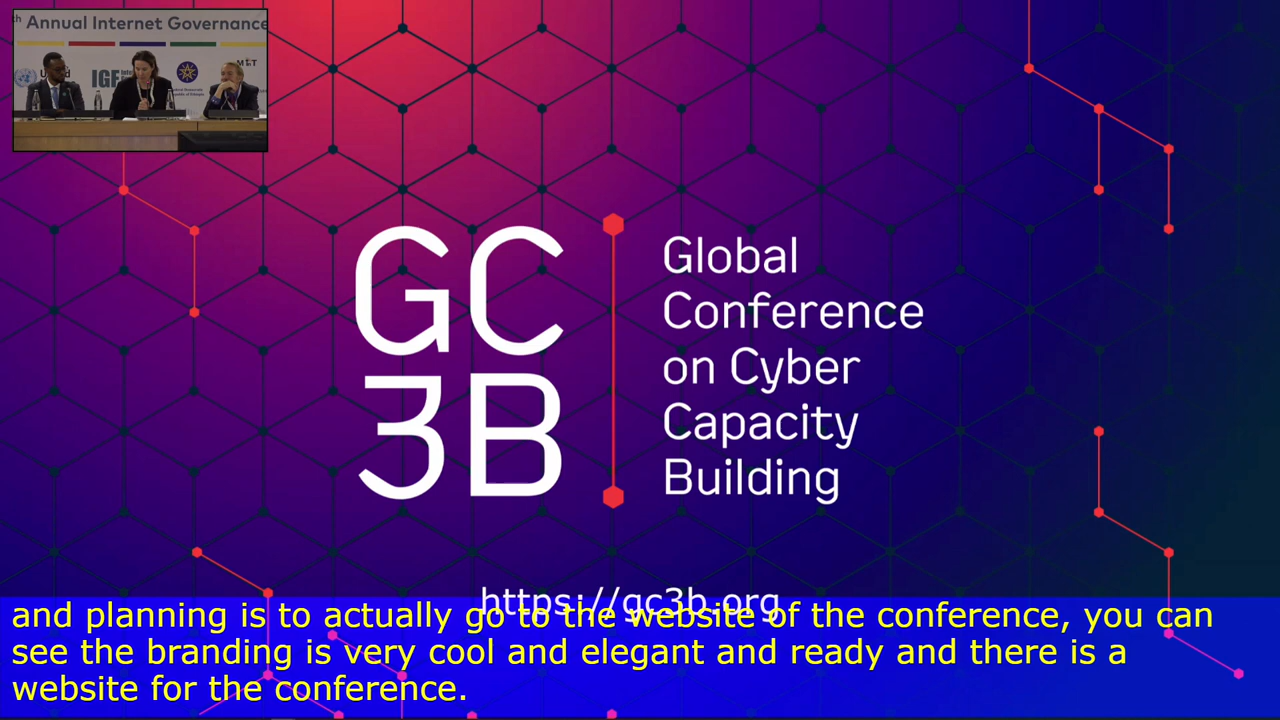 th Annual Internet Governance
IGF
GC
3B
Global
Conference
on Cyber
Capacity
Building
https://gc3b.org
and planning is to actually go to the website of the conference, you can
see the branding is very cool and elegant and ready and there is a
website for the conference.